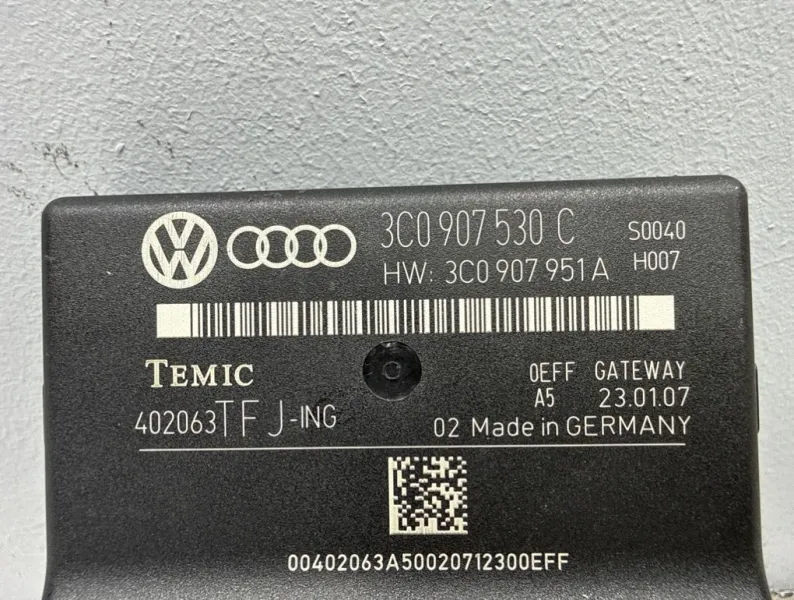 3C0 907 530 C S0040
HW: 3C0 907 951 A H007
TEMIC 0EFF GATEWAY
A5 23.01.07
402063TFJ-ING 02 Made in GERMANY
00402063A50020712300EFF